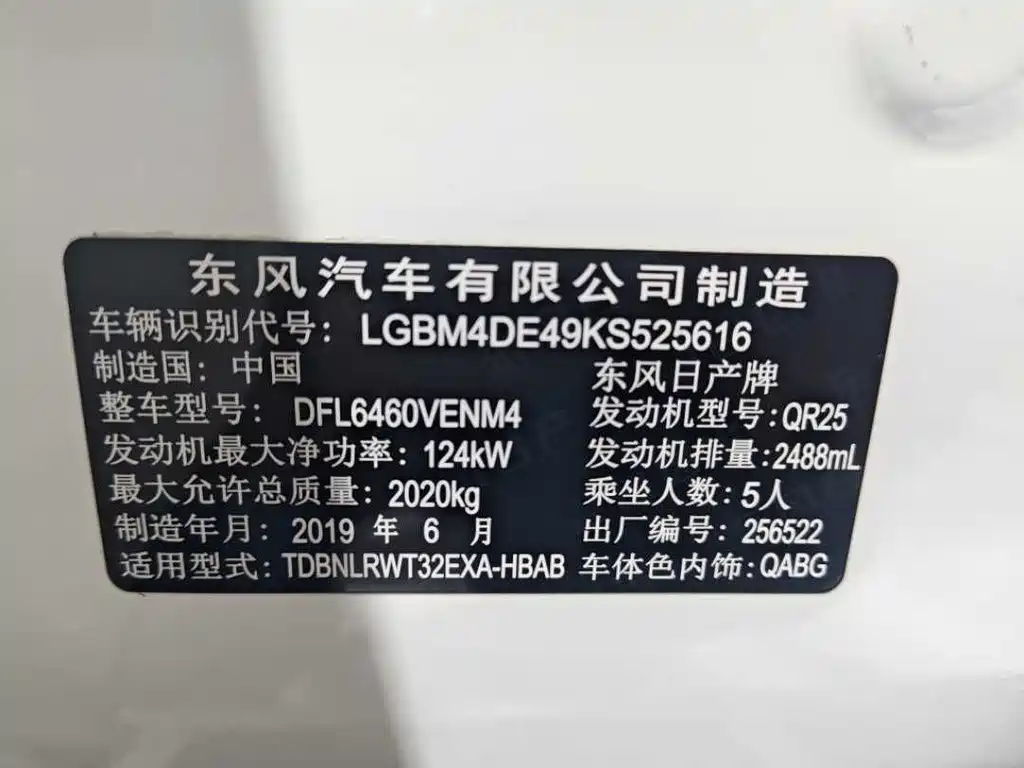 东风汽车有限公司制造
车辆识别代号: LGBM4DE49KS525616
制造国: 中国 东风日产牌
整车型号: DFL6460VENM4 发动机型号:QR25
发动机最大净功率: 124kW 发动机排量:2488mL
最大允许总质量: 2020kg 乘坐人数: 5人
制造年月: 2019 年 6 月 出厂编号: 256522
适用型式: TDBNLRWT32EXA-HBAB 车体色内饰:QABG